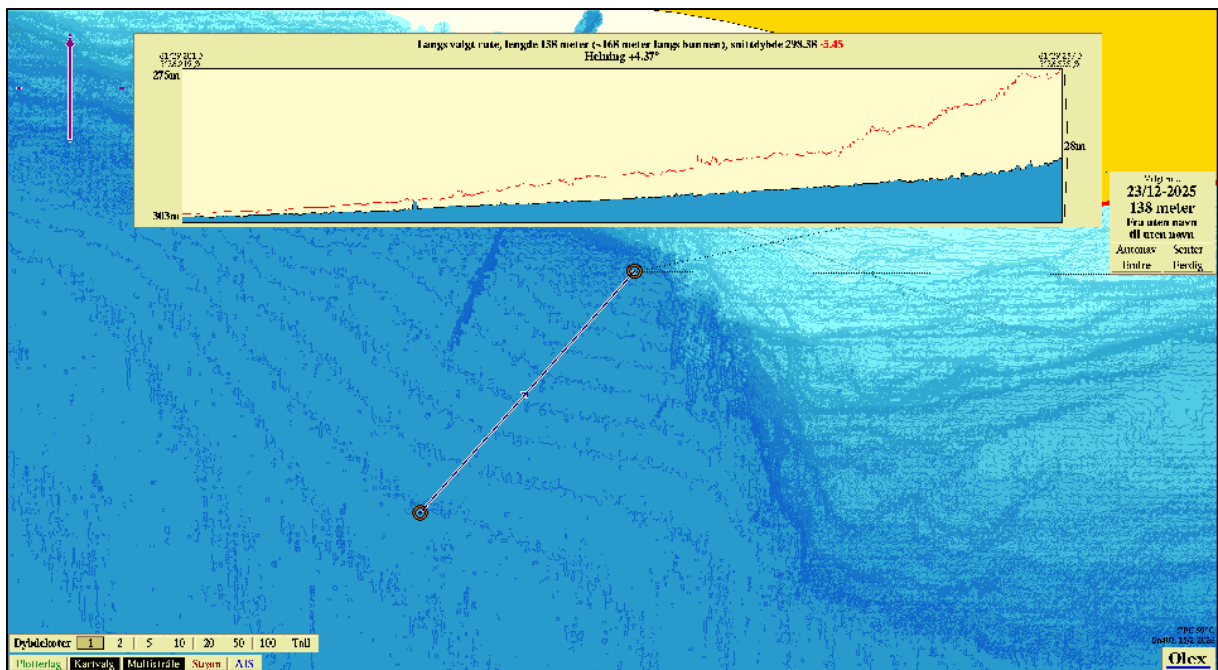 Langs valgt rute, lengde 138 meter (~168 meter langs bunnen), snittdybde 298.38 -5.45
Helning +4.37°
275m
28m
303m
23/12-2025
138 meter
Fra uten navn
til uten navn
Autonav Senter
Endre Ferdig
Dybdekoter 1 2 5 10 20 50 100 Tall
Plotterlag Kartvalg Multistråle Strøm AIS
Olex